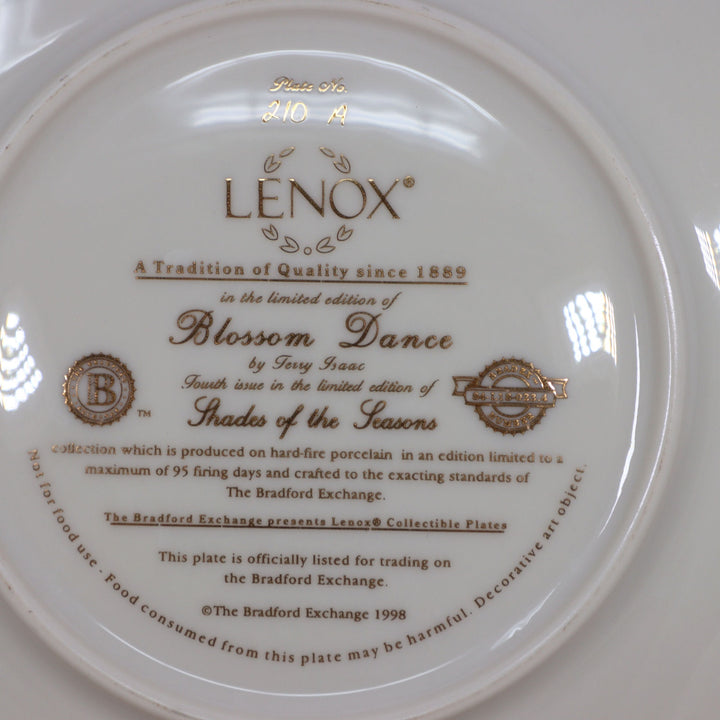 Plate No.
210 A
LENOX®
A Tradition of Quality since 1889
in the limited edition of
Blossom Dance
by Terry Isaac
Fourth issue in the limited edition of
Shades of the Seasons
B
™
collection which is produced on hard-fire porcelain in an edition limited to a
maximum of 95 firing days and crafted to the exacting standards of
The Bradford Exchange.
The Bradford Exchange presents Lenox® Collectible Plates
This plate is officially listed for trading on
the Bradford Exchange.
©The Bradford Exchange 1998
Not for food use - Food consumed from this plate may be harmful. Decorative art object.